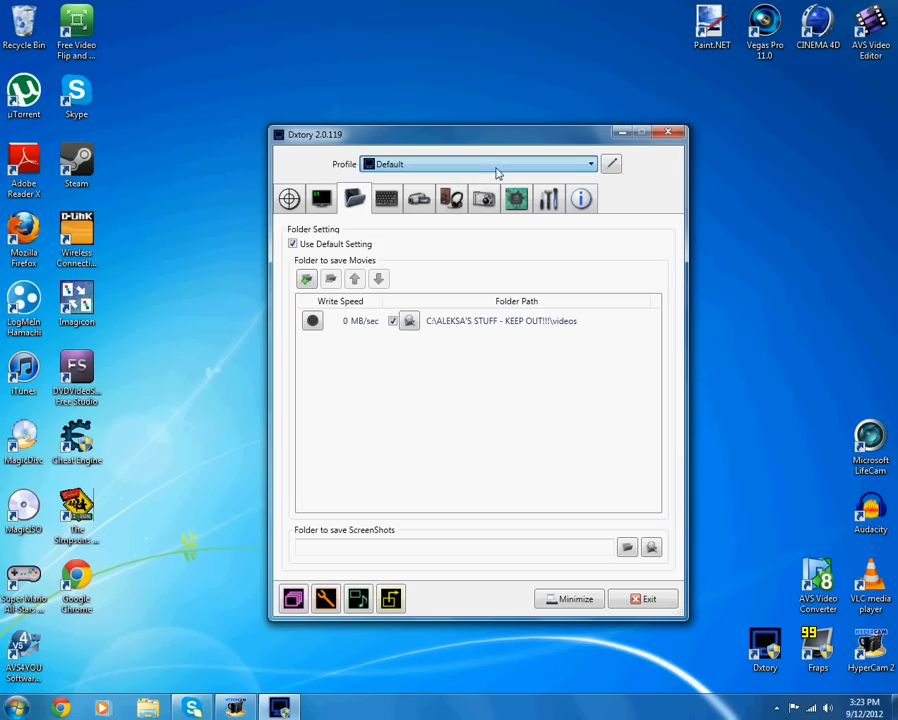 Recycle Bin
Free Video
Flip and ...
Paint.NET
Vegas Pro
11.0
CINEMA 4D
AVS Video
Editor
µTorrent
Skype
Adobe
Reader X
Steam
D-Link
Mozilla
Firefox
Wireless
Connecti...
LogMeIn
Hamachi
Imagicon
iTunes
FS
DVDVideoS...
Free Studio
MagicDisc
Cheat Engine
MagicISO
The
Simpsons ...
Super Mario
All-Stars ...
Google
Chrome
AVS4YOU
Softwar...
Dxtory 2.0.119
Profile
Default
Folder Setting
Use Default Setting
Folder to save Movies
Write Speed
Folder Path
0 MB/sec
C:\ALEKSA'S STUFF - KEEP OUT!!!\videos
Folder to save ScreenShots
Minimize
Exit
Microsoft
LifeCam
Audacity
8
AVS Video
Converter
VLC media
player
Dxtory
99
Fraps
HyperCam 2
3:23 PM
9/12/2012